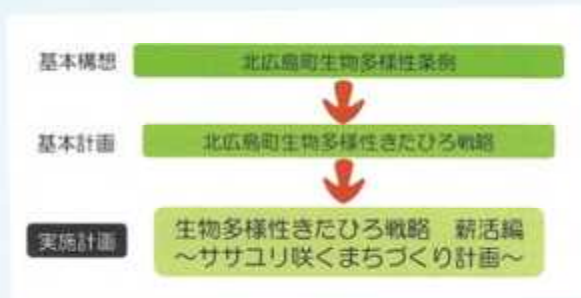 基本構想
北広島町生物多様性条例
基本計画
北広島町生物多様性きたひろ戦略
実施計画
生物多様性きたひろ戦略 薪活編
～ササユリ咲くまちづくり計画～